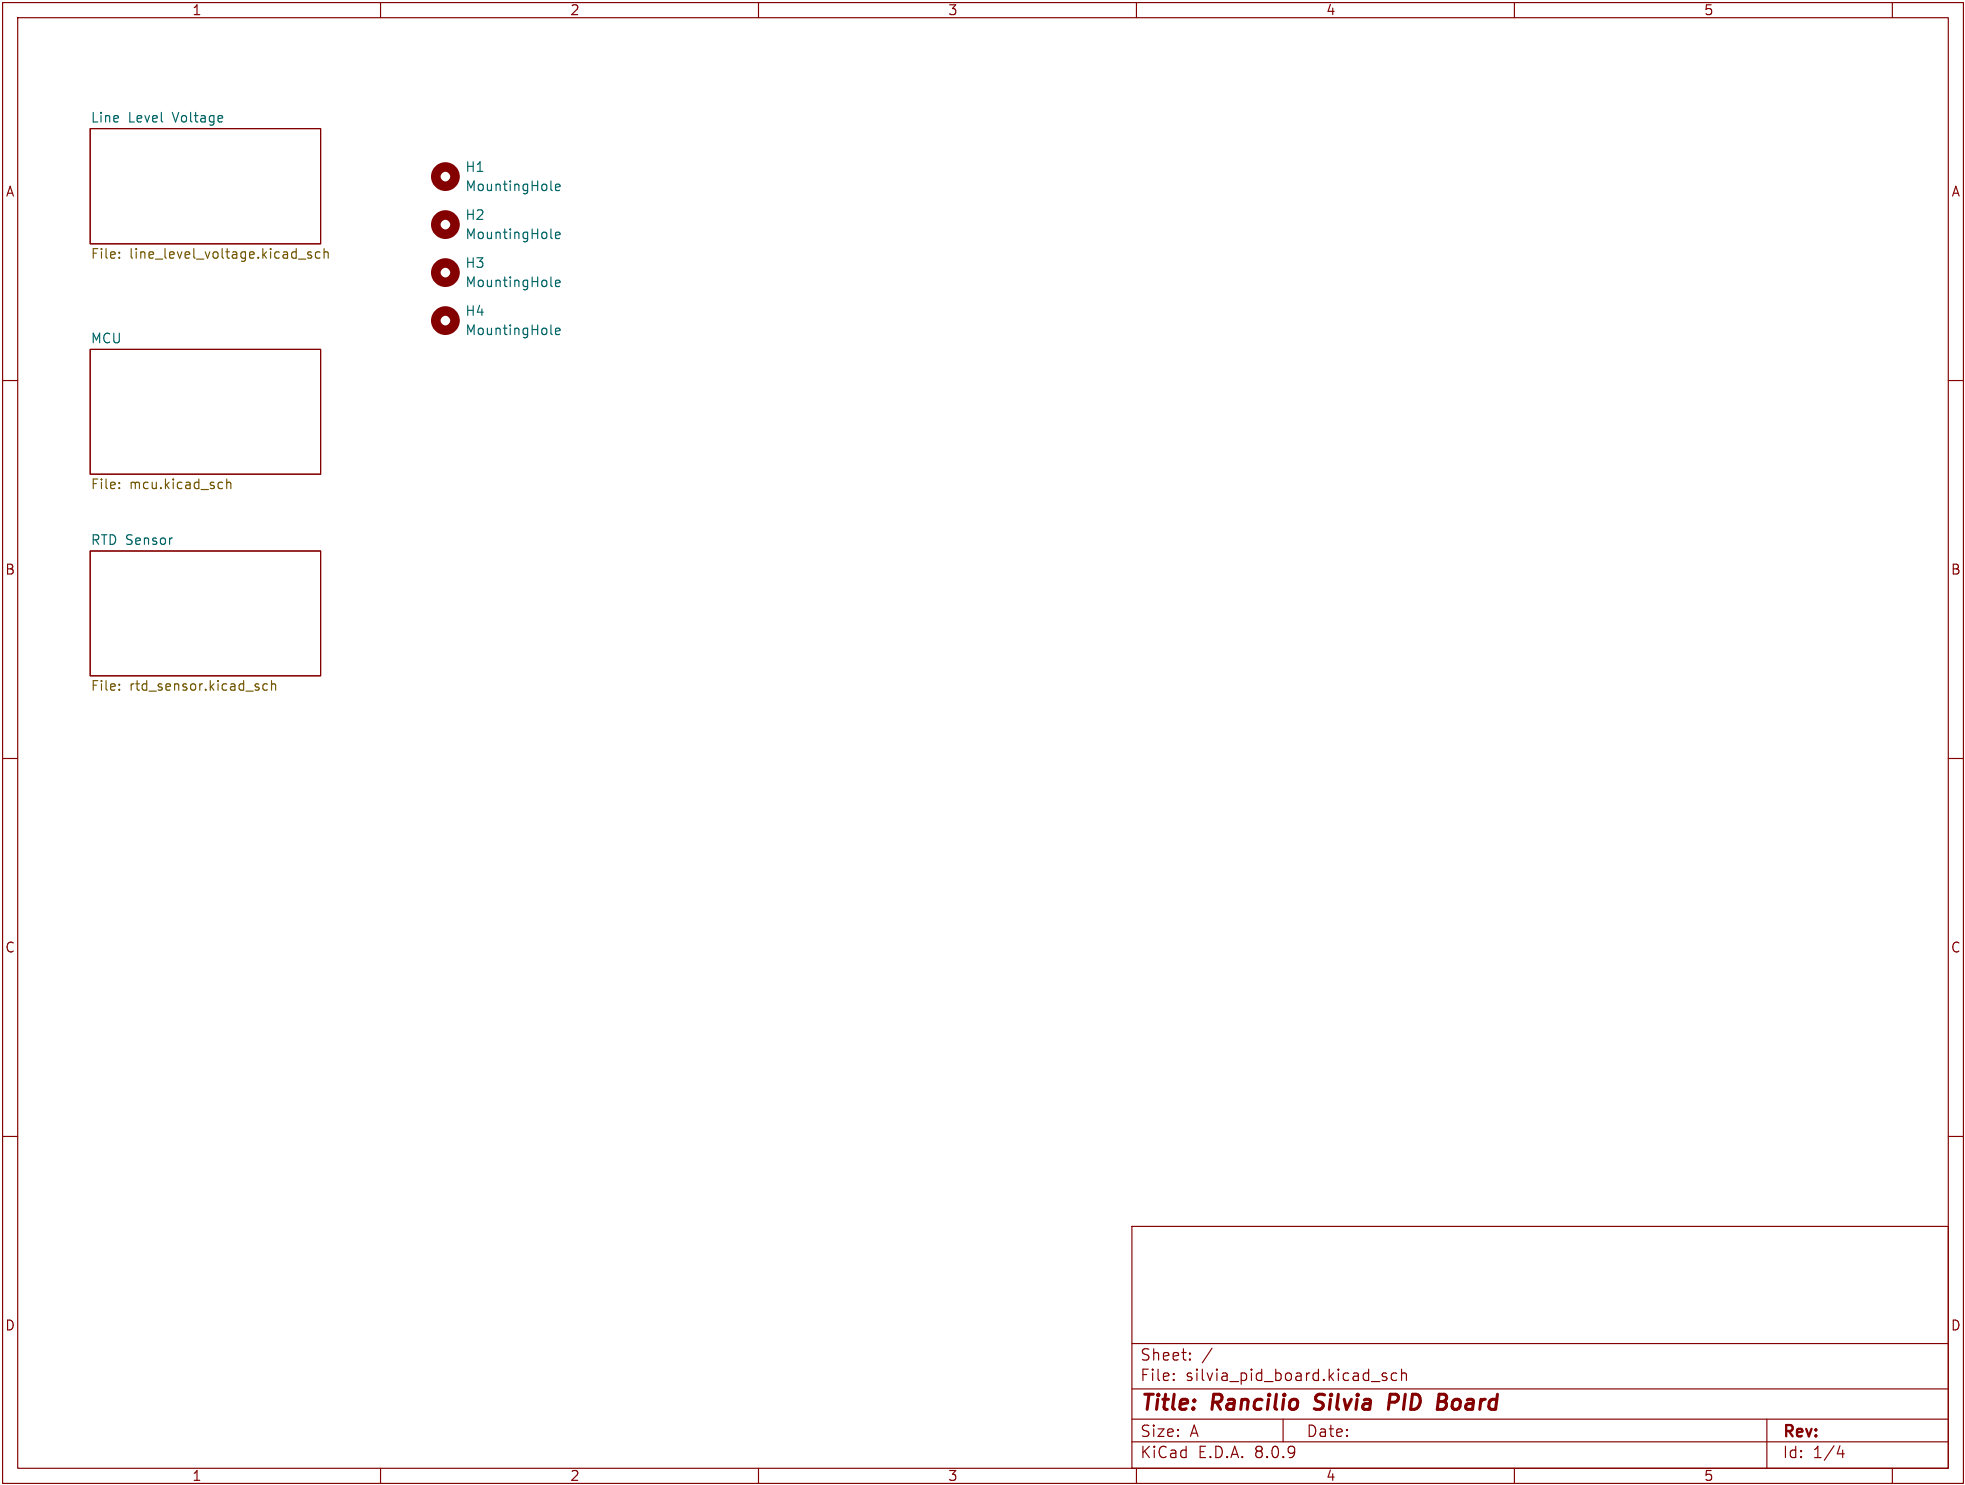 1 2 3 4 5
Line Level Voltage
H1
MountingHole
A A
H2
MountingHole
File: line_level_voltage.kicad_sch
H3
MountingHole
H4
MountingHole
MCU
File: mcu.kicad_sch
RTD Sensor
B B
File: rtd_sensor.kicad_sch
C C
D D
Sheet: /
File: silvia_pid_board.kicad_sch
Title: Rancilio Silvia PID Board
Size: A Date: Rev:
KiCad E.D.A. 8.0.9 Id: 1/4
1 2 3 4 5